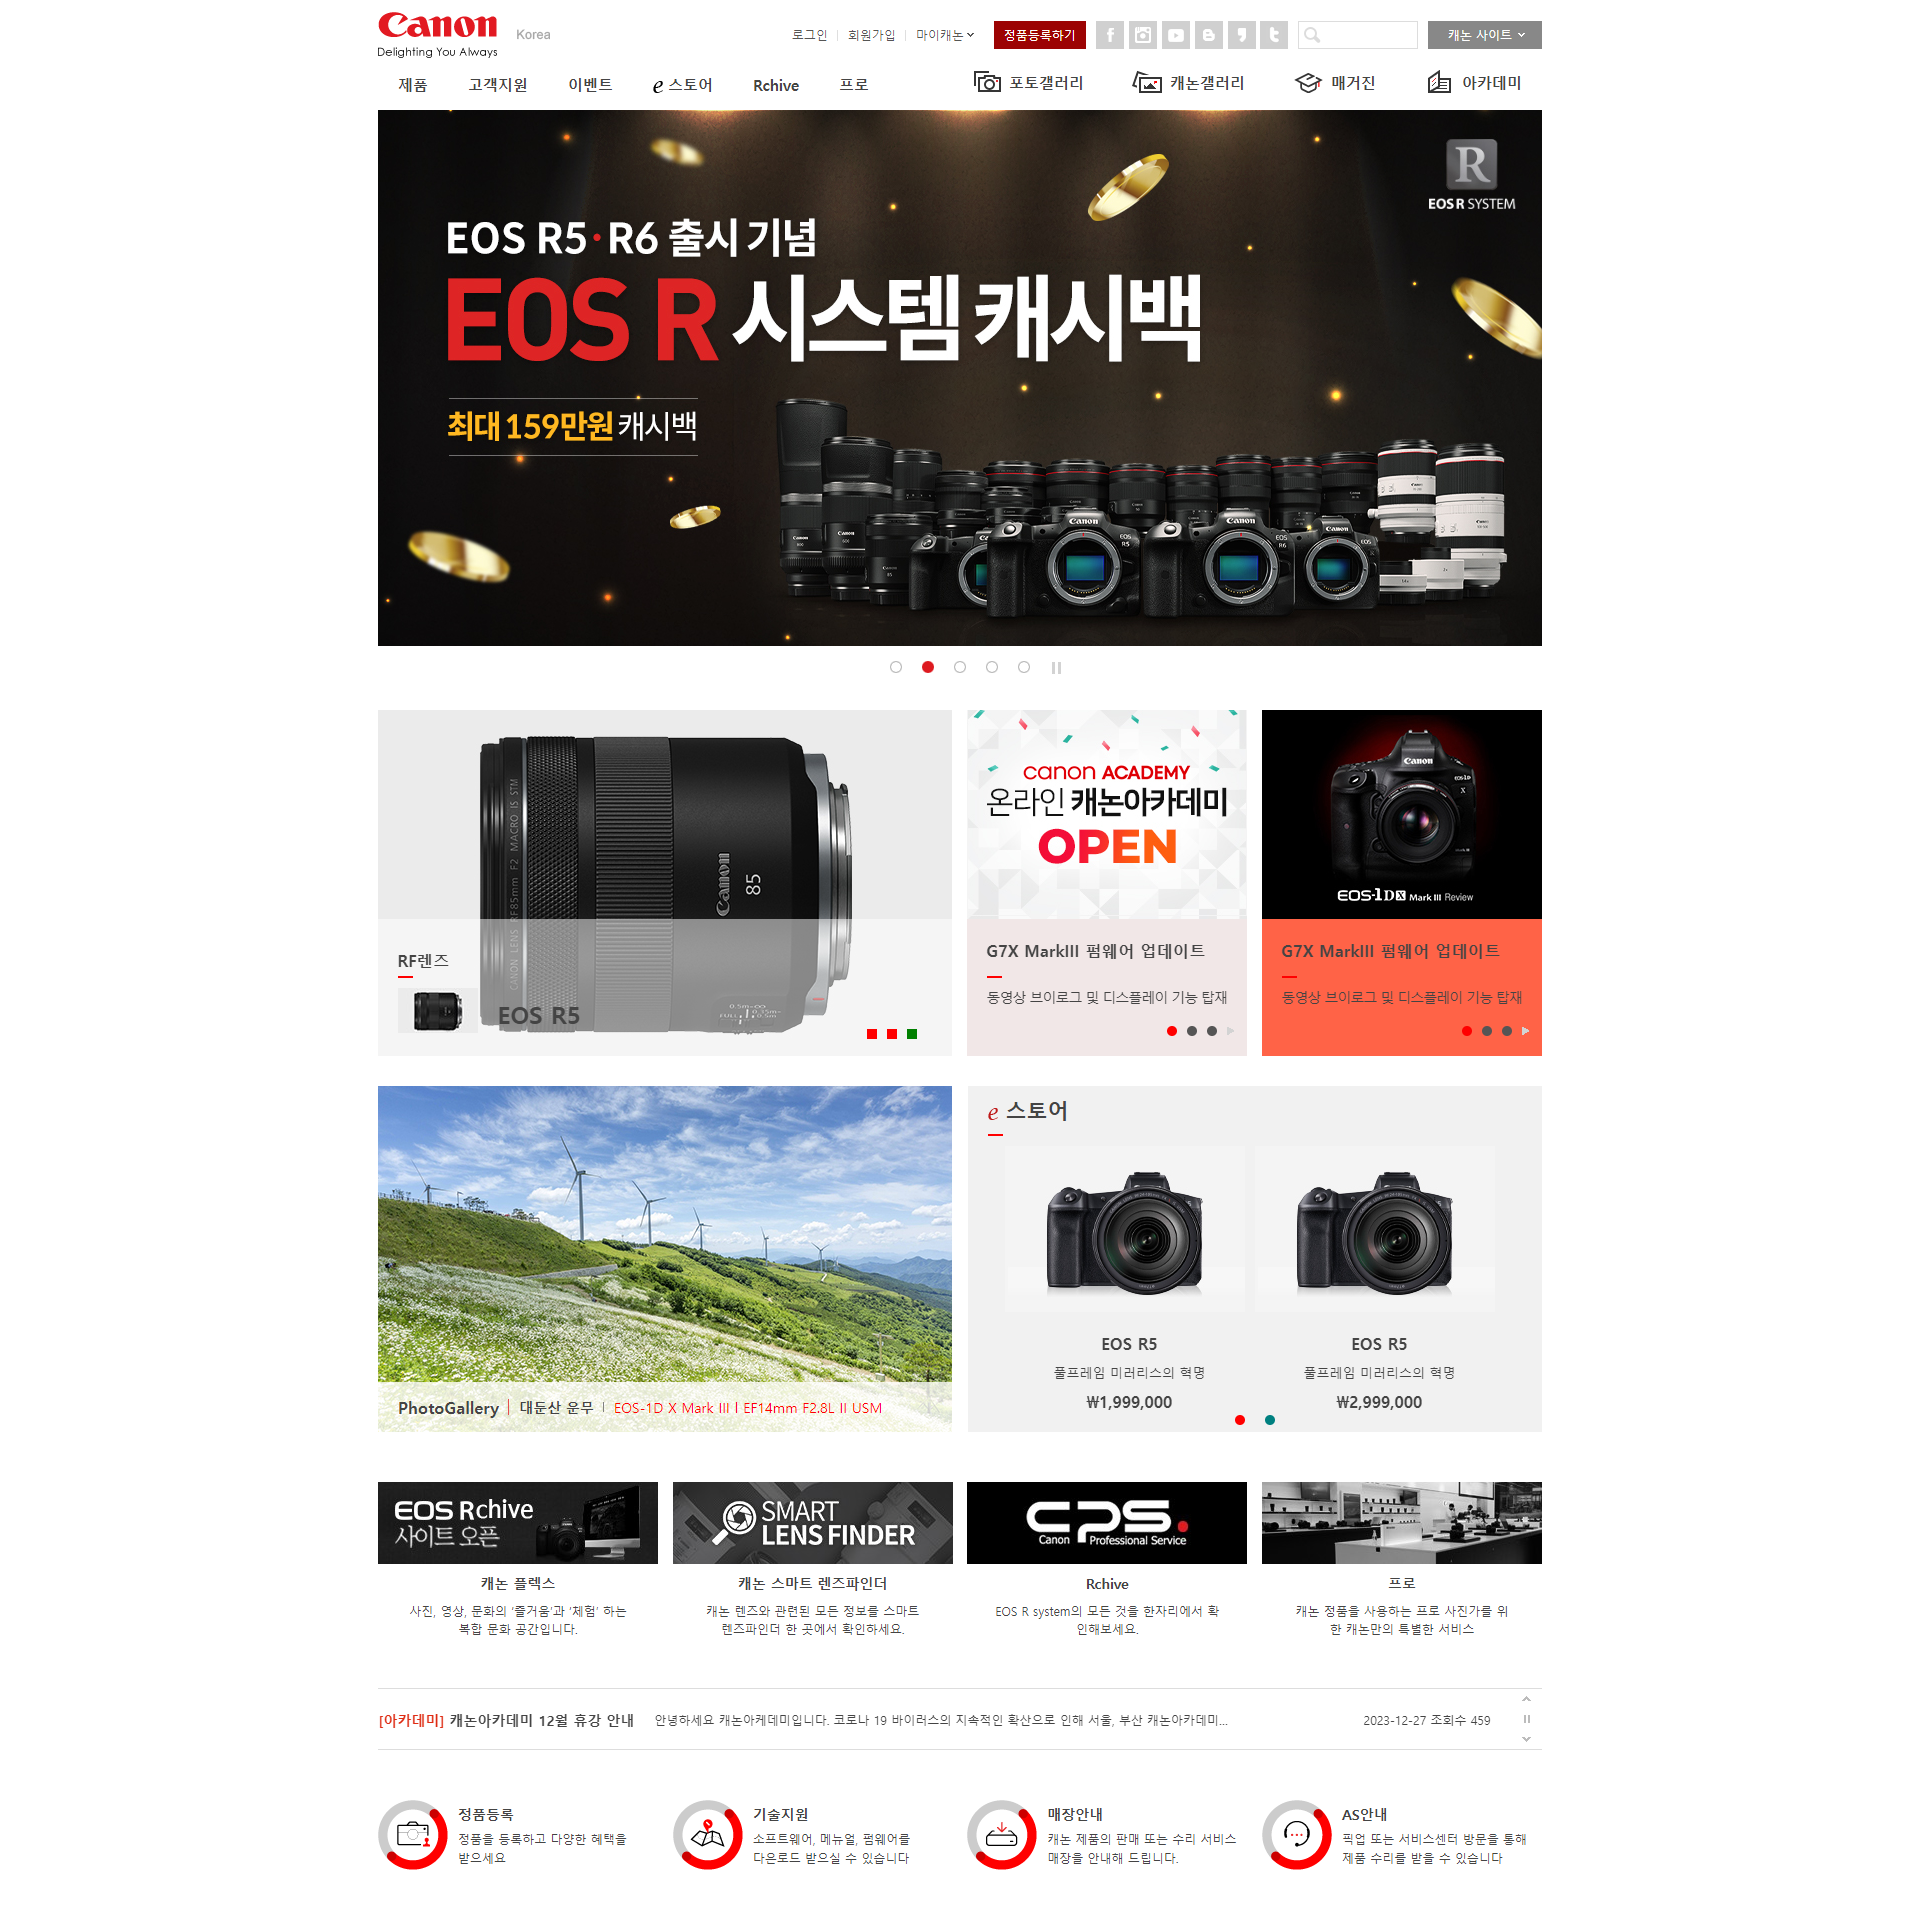 Canon
Delighting You Always
Korea
로그인
회원가입
마이캐논
정품등록하기
캐논 사이트
제품
고객지원
이벤트
e 스토어
Rchive
프로
포토갤러리
캐논갤러리
매거진
아카데미
R
EOS R SYSTEM
EOS R5·R6 출시 기념
EOS R 시스템 캐시백
최대 159만원 캐시백
Canon
EOS R5
Canon
EOS R6
Canon
CANON LENS RF85mm F2 MACRO IS STM
Canon
85
RF렌즈
EOS R5
canon ACADEMY
온라인 캐논아카데미
OPEN
G7X MarkIII 펌웨어 업데이트
동영상 브이로그 및 디스플레이 기능 탑재
Canon
EOS-1D X Mark III Review
G7X MarkIII 펌웨어 업데이트
동영상 브이로그 및 디스플레이 기능 탑재
PhotoGallery
대둔산 운무
EOS-1D X Mark III I EF14mm F2.8L II USM
e 스토어
EOS R5
풀프레임 미러리스의 혁명
₩1,999,000
EOS R5
풀프레임 미러리스의 혁명
₩2,999,000
EOS Rchive
사이트 오픈
캐논 플렉스
사진, 영상, 문화의 '즐거움'과 '체험' 하는
복합 문화 공간입니다.
SMART
LENS FINDER
캐논 스마트 렌즈파인더
캐논 렌즈와 관련된 모든 정보를 스마트
렌즈파인더 한 곳에서 확인하세요.
CPS.
Canon Professional Service
Rchive
EOS R system의 모든 것을 한자리에서 확
인해보세요.
프로
캐논 정품을 사용하는 프로 사진가를 위
한 캐논만의 특별한 서비스
[아카데미] 캐논아카데미 12월 휴강 안내
안녕하세요 캐논아케데미입니다. 코로나 19 바이러스의 지속적인 확산으로 인해 서울, 부산 캐논아카데미...
2023-12-27 조회수 459
정품등록
정품을 등록하고 다양한 혜택을
받으세요
기술지원
소프트웨어, 메뉴얼, 펌웨어를
다운로드 받으실 수 있습니다
매장안내
캐논 제품의 판매 또는 수리 서비스
매장을 안내해 드립니다.
AS안내
픽업 또는 서비스센터 방문을 통해
제품 수리를 받을 수 있습니다